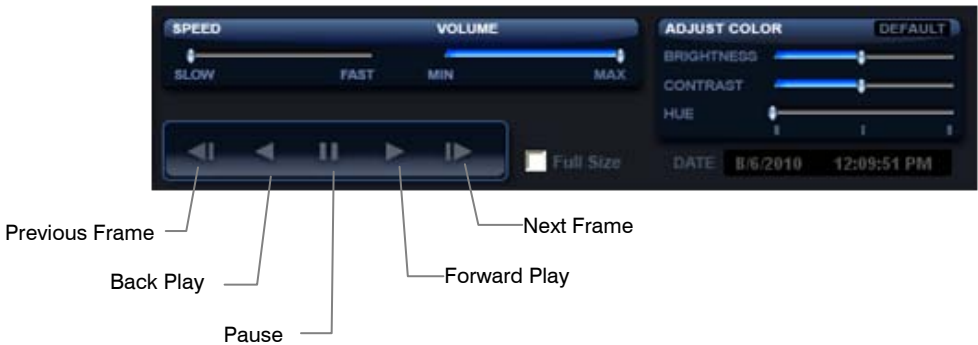 SPEED VOLUME
SLOW FAST MIN MAX
ADJUST COLOR DEFAULT
BRIGHTNESS
CONTRAST
HUE
Full Size
DATE 8/6/2010 12:09:51 PM
Previous Frame
Next Frame
Back Play
Forward Play
Pause